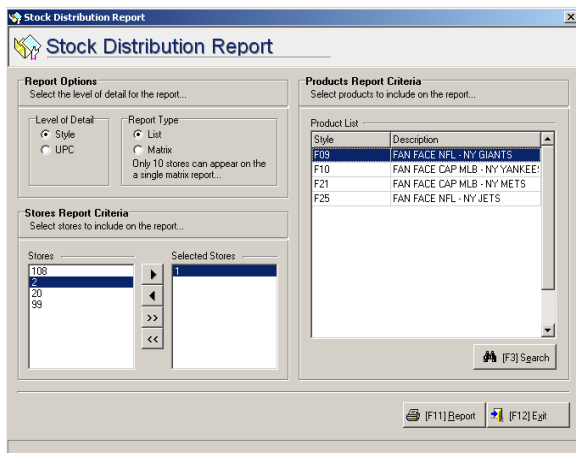 Stock Distribution Report
Stock Distribution Report
Report Options
Select the level of detail for the report...
Level of Detail
Style
UPC
Report Type
List
Matrix
Only 10 stores can appear on the
a single matrix report...
Stores Report Criteria
Select stores to include on the report...
Stores
108
2
20
99
>>
<<
Selected Stores
1
Products Report Criteria
Select products to include on the report...
Product List
Style Description
F09 FAN FACE NFL - NY GIANTS
F10 FAN FACE CAP MLB - NY YANKEE
F21 FAN FACE CAP MLB - NY METS
F25 FAN FACE NFL - NY JETS
[F3] Search
[F11] Report
[F12] Exit